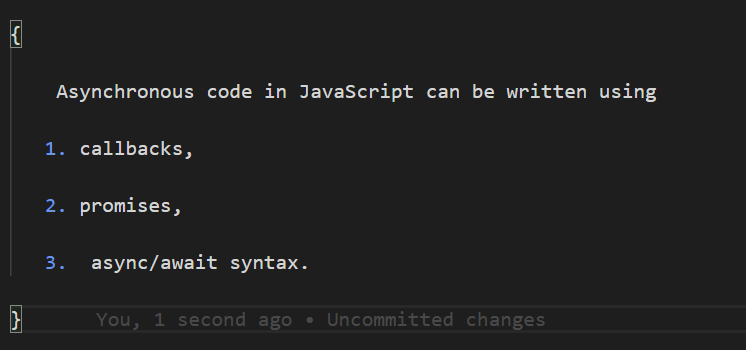 {
Asynchronous code in JavaScript can be written using
1. callbacks,
2. promises,
3. async/await syntax.
} You, 1 second ago • Uncommitted changes